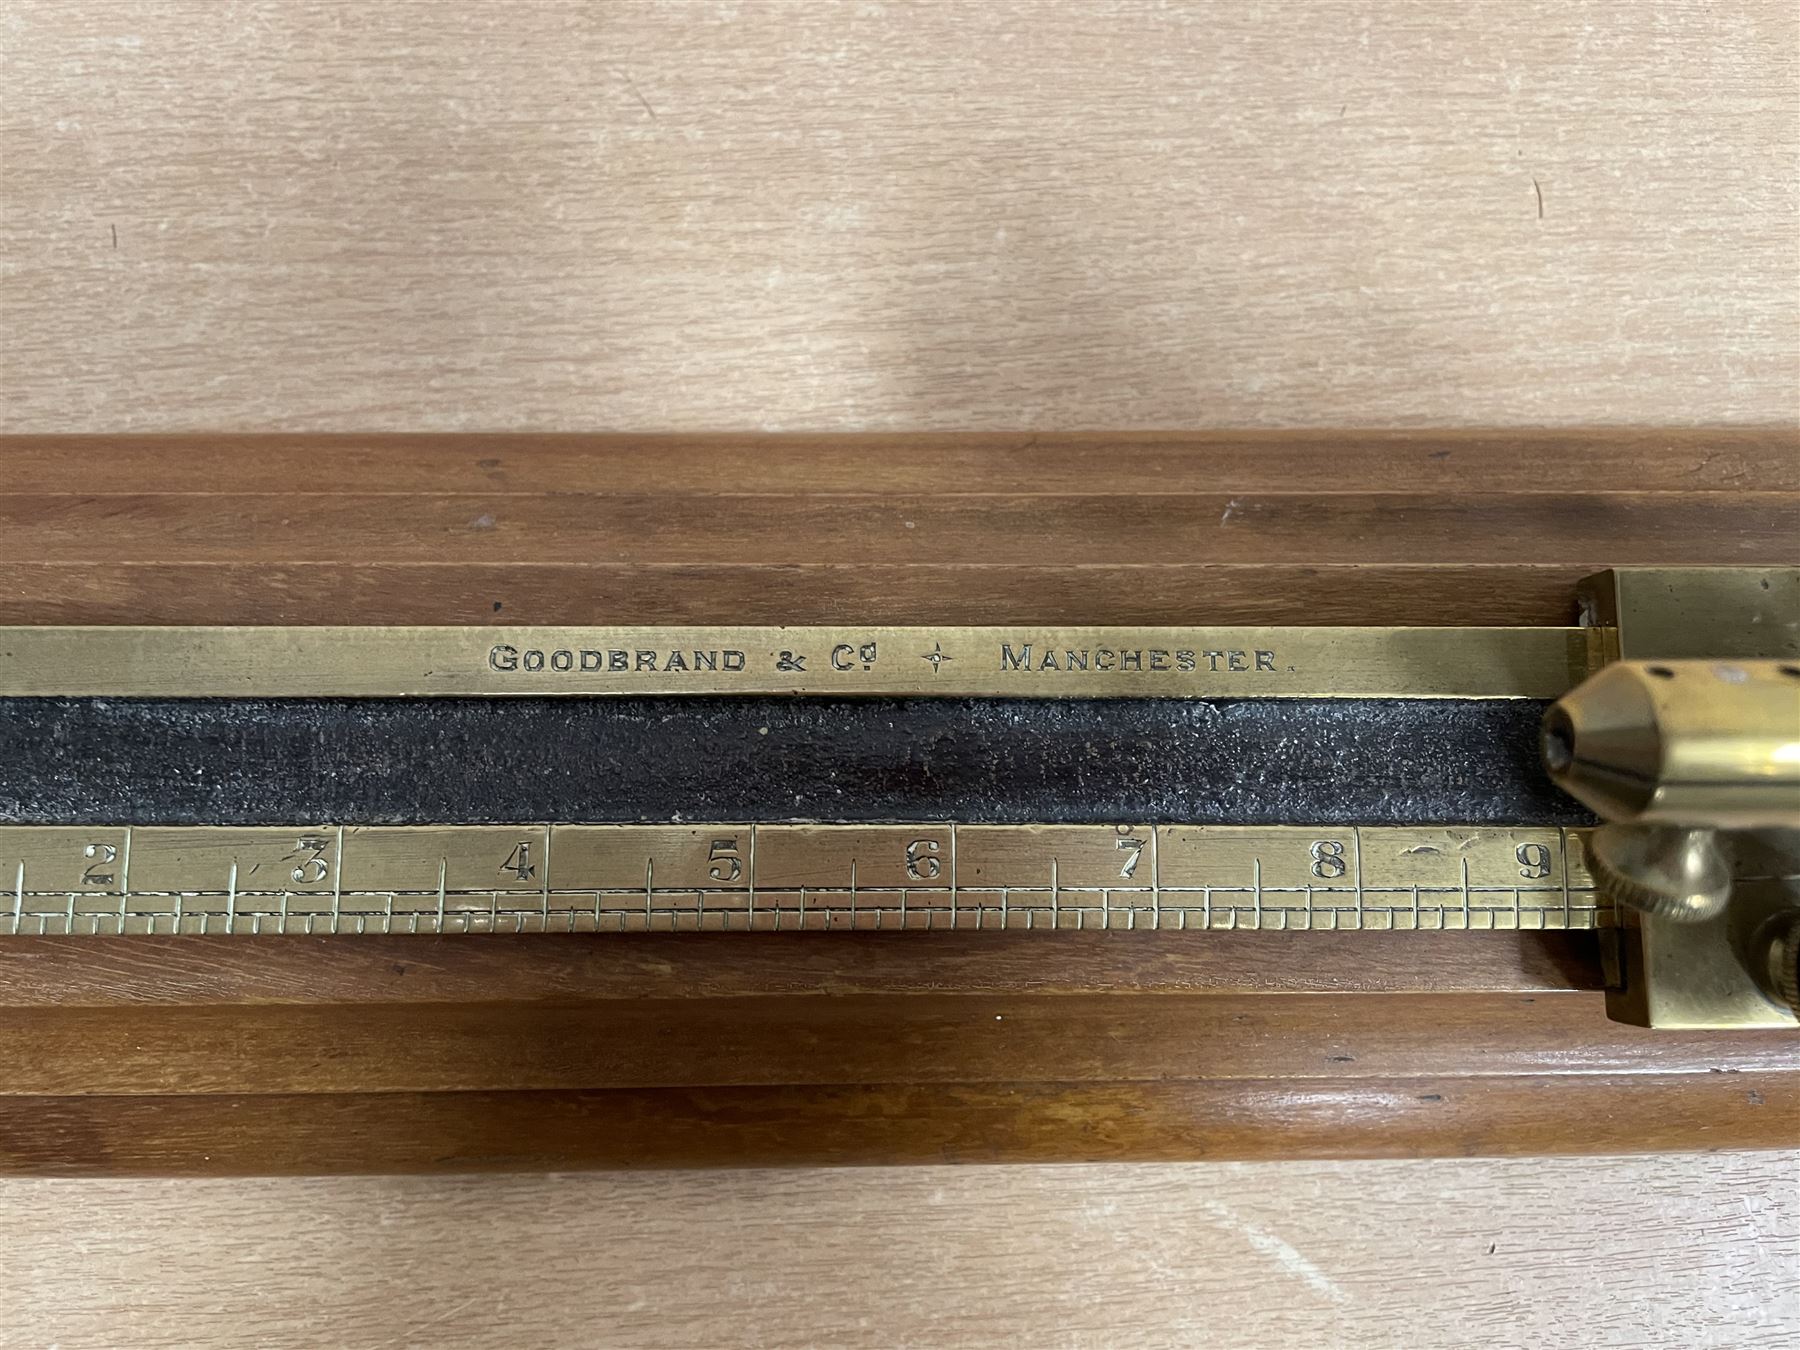 GOODBRAND & Cº ✦ MANCHESTER.
2 3 4 5 6 7 8 9